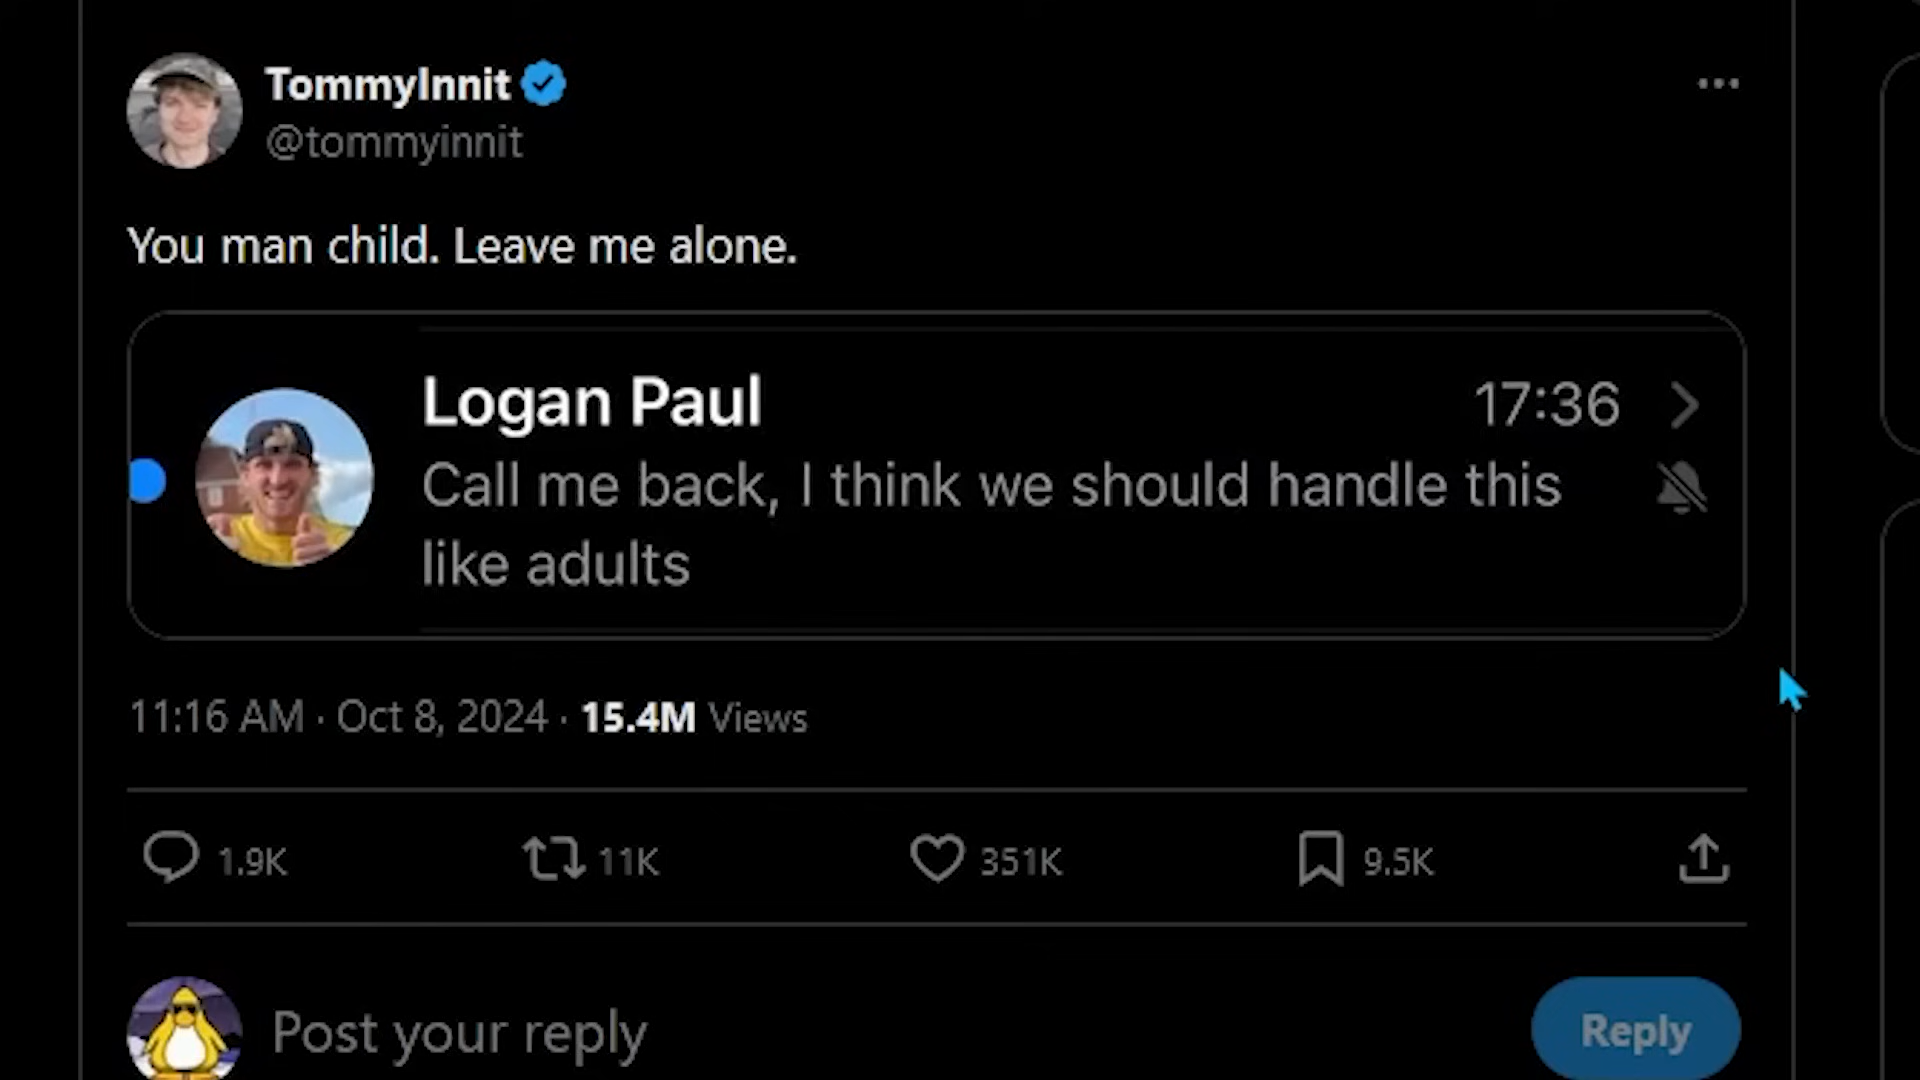 TommyInnit
@tommyinnit
You man child. Leave me alone.
Logan Paul 17:36
Call me back, I think we should handle this
like adults
11:16 AM · Oct 8, 2024 · 15.4M Views
1.9K 11K 351K 9.5K
Post your reply Reply